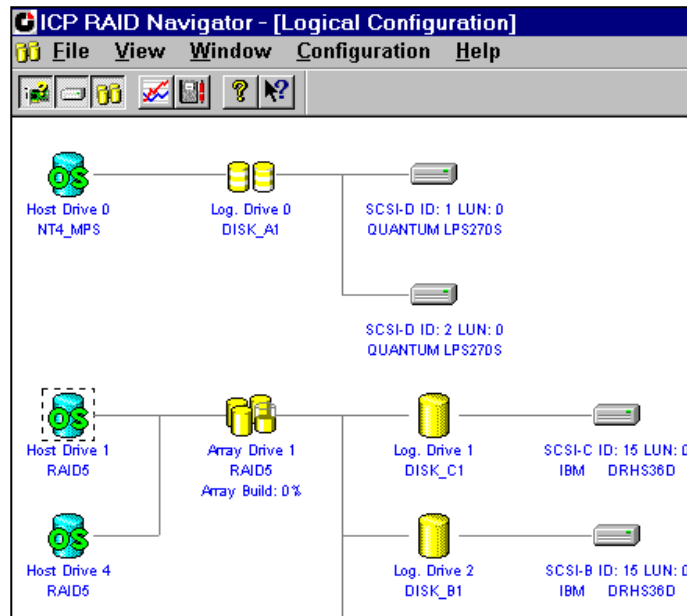 ICP RAID Navigator - [Logical Configuration]
File View Window Configuration Help
OS
Host Drive 0
NT4_MPS
Log. Drive 0
DISK_A1
SCSI-D ID: 1 LUN: 0
QUANTUM LPS270S
SCSI-D ID: 2 LUN: 0
QUANTUM LPS270S
OS
Host Drive 1
RAID5
Array Drive 1
RAID5
Array Build: 0%
Log. Drive 1
DISK_C1
SCSI-C ID: 15 LUN: 0
IBM DRHS36D
OS
Host Drive 4
RAID5
Log. Drive 2
DISK_B1
SCSI-B ID: 15 LUN: 0
IBM DRHS36D